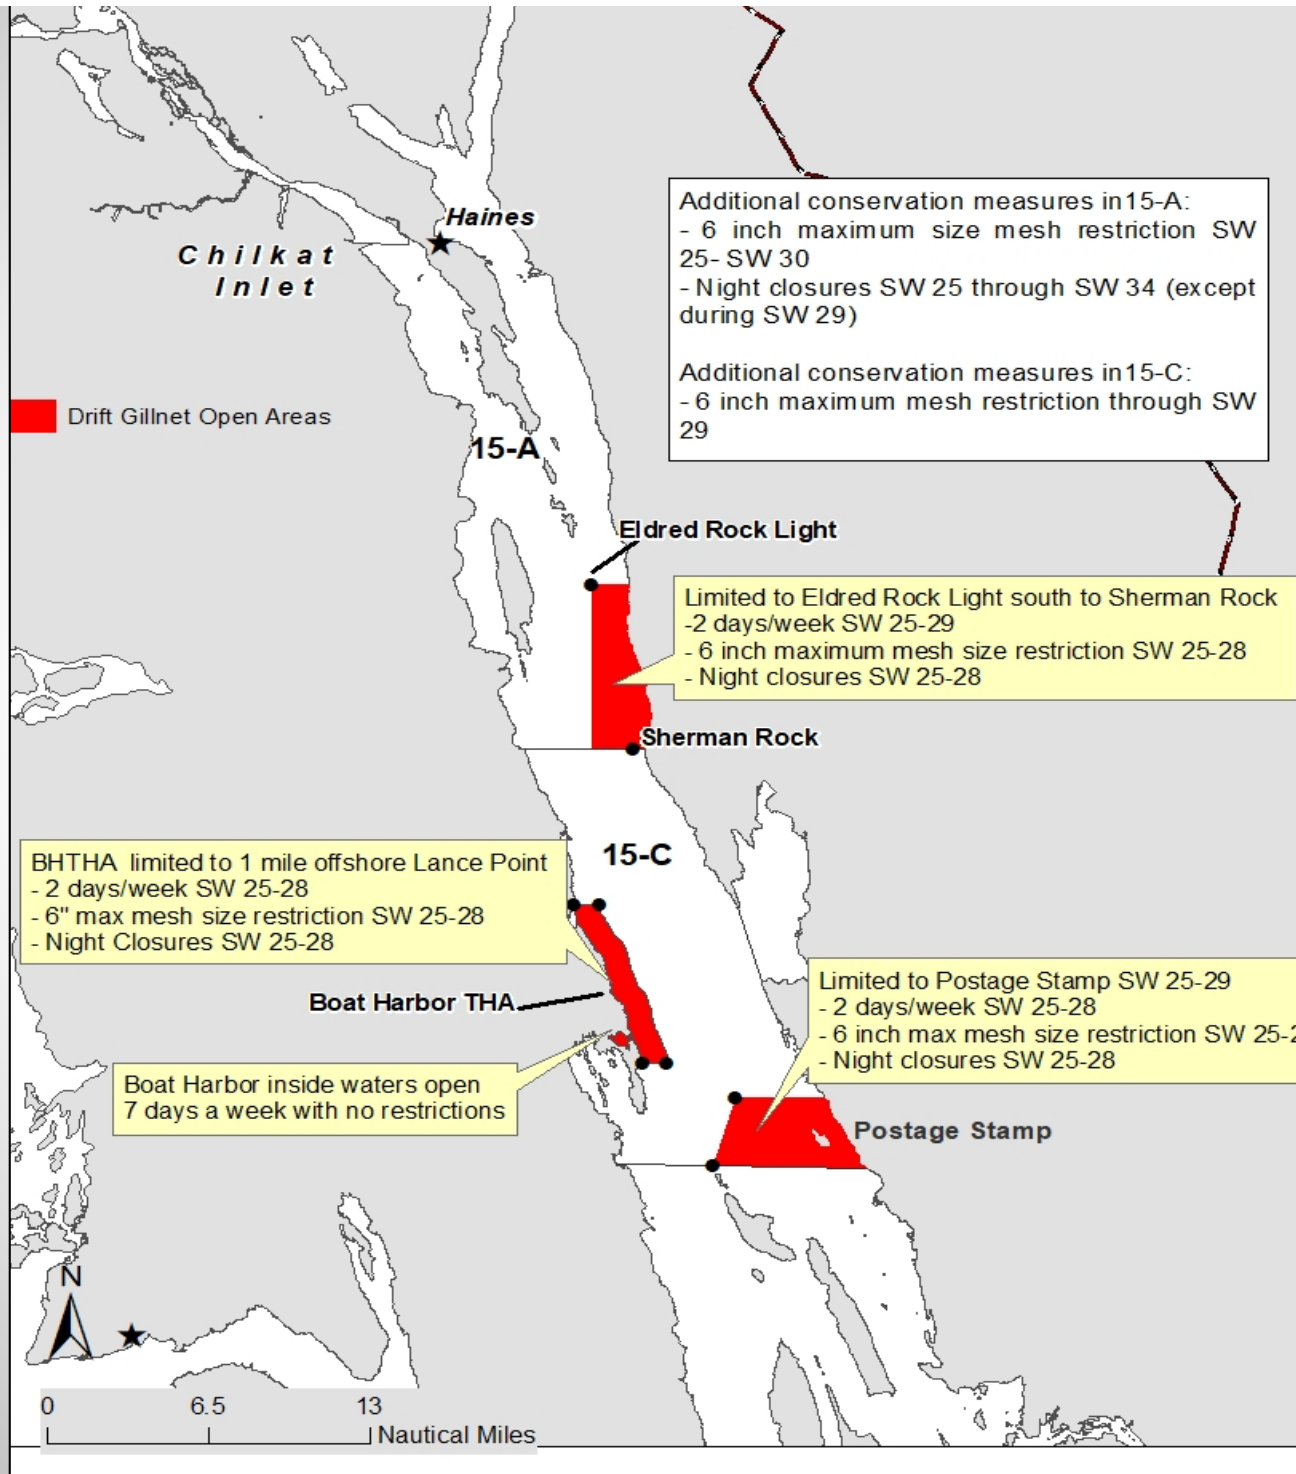 Haines
Chilkat
Inlet
Additional conservation measures in15-A:
- 6 inch maximum size mesh restriction SW
25- SW 30
- Night closures SW 25 through SW 34 (except
during SW 29)
Additional conservation measures in15-C:
- 6 inch maximum mesh restriction through SW
29
Drift Gillnet Open Areas
15-A
Eldred Rock Light
Limited to Eldred Rock Light south to Sherman Rock
-2 days/week SW 25-29
- 6 inch maximum mesh size restriction SW 25-28
- Night closures SW 25-28
Sherman Rock
15-C
BHTHA limited to 1 mile offshore Lance Point
- 2 days/week SW 25-28
- 6" max mesh size restriction SW 25-28
- Night Closures SW 25-28
Boat Harbor THA
Limited to Postage Stamp SW 25-29
- 2 days/week SW 25-28
- 6 inch max mesh size restriction SW 25-2
- Night closures SW 25-28
Boat Harbor inside waters open
7 days a week with no restrictions
Postage Stamp
N
0 6.5 13
Nautical Miles